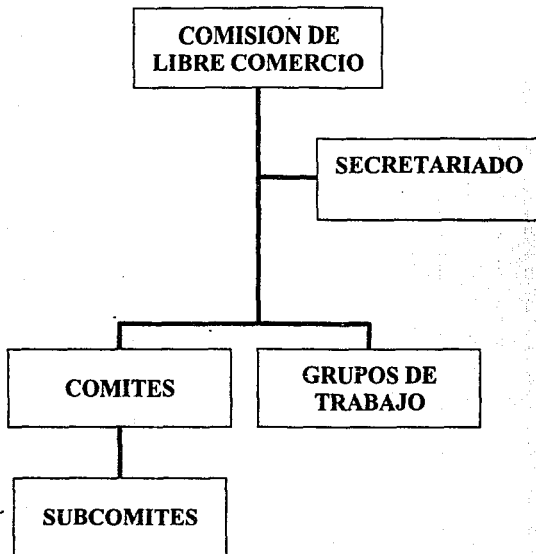 COMISION DE
LIBRE COMERCIO
SECRETARIADO
COMITES
GRUPOS DE
TRABAJO
SUBCOMITES